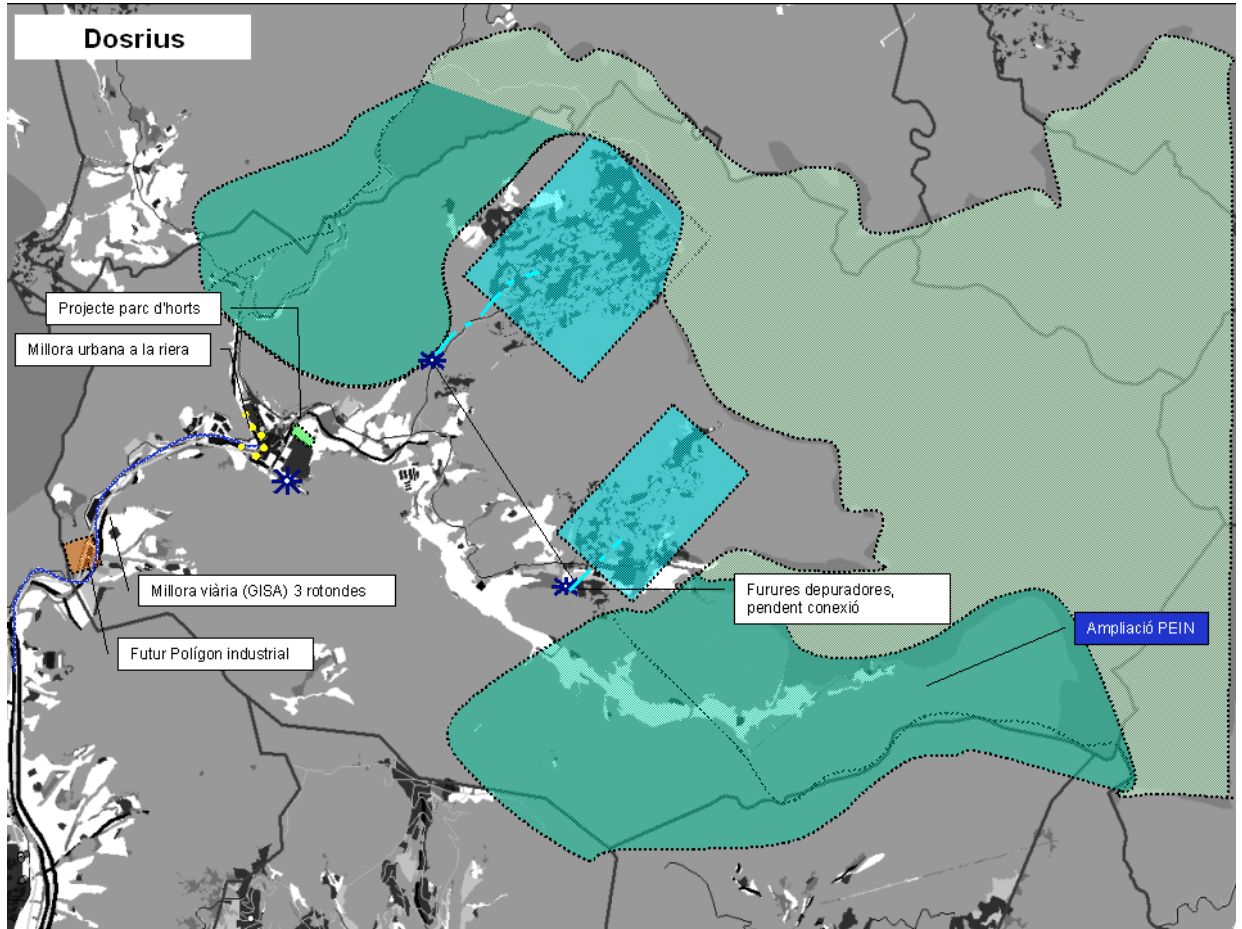 Dosrius
Projecte parc d'horts
Millora urbana a la riera
Millora viària (GISA) 3 rotondes
Furures depuradores,
pendent conexió
Ampliació PEIN
Futur Polígon industrial